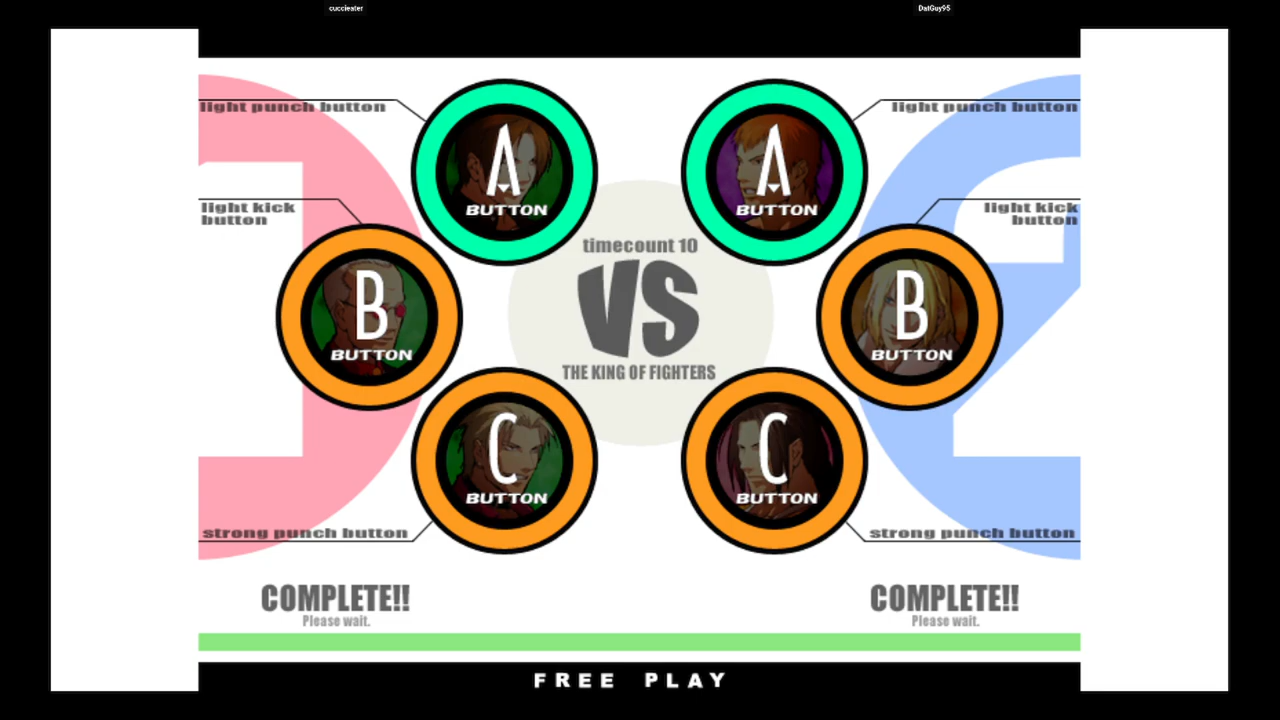 cuccieater
DatGuy95
light punch button
light punch button
A
BUTTON
A
BUTTON
light kick
button
light kick
button
timecount 10
VS
THE KING OF FIGHTERS
B
BUTTON
B
BUTTON
C
BUTTON
C
BUTTON
strong punch button
strong punch button
COMPLETE!!
Please wait.
COMPLETE!!
Please wait.
FREE PLAY